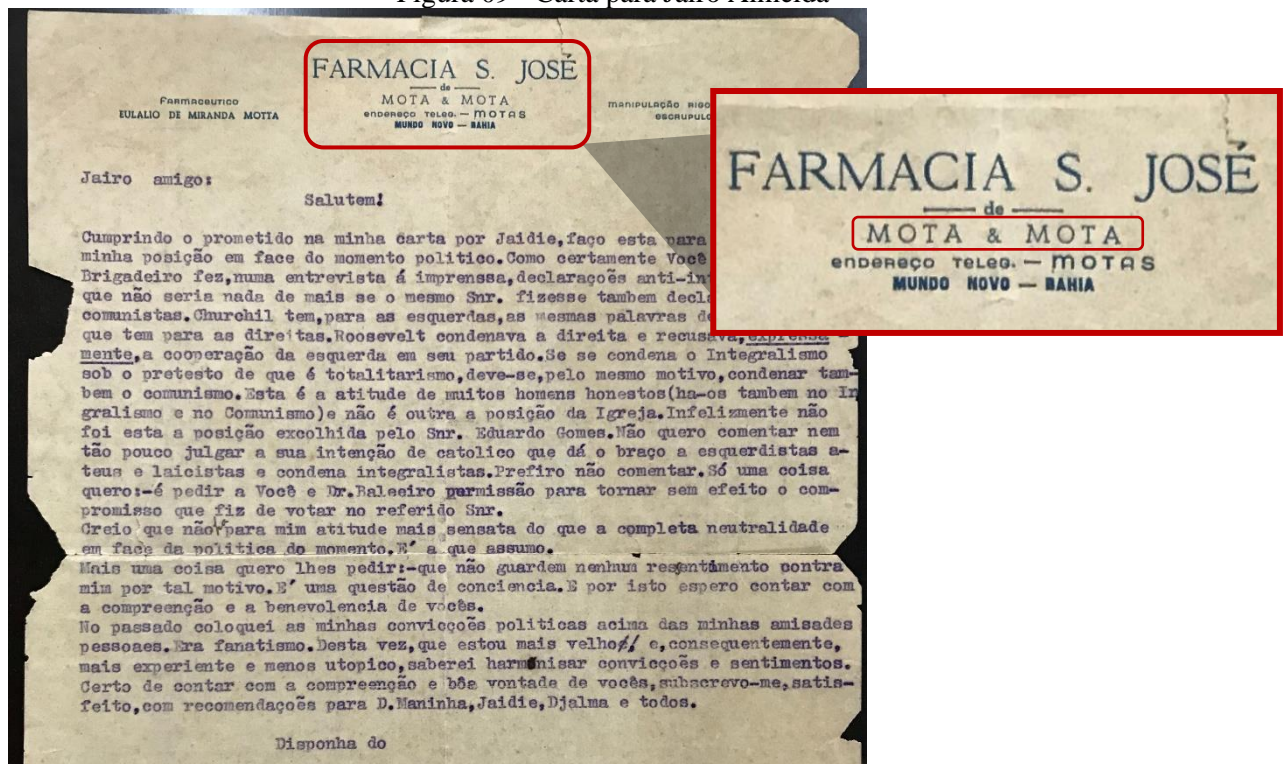 Carta para Jairo Almeida
FARMACIA S. JOSÉ
de
MOTA & MOTA
ENDEREÇO TELEG. — MOTAS
MUNDO NOVO — BAHIA
FARMACEUTICO
EULALIO DE MIRANDA MOTTA
MANIPULAÇÃO
Jairo amigo:
Salutem!
Cumprindo o prometido na minha carta por Jaidie,faço esta para
minha posição em face do momento politico.Como certamente Você
Brigadeiro fez,numa entrevista á imprenssa,declarações
que não seria nada de mais se o mesmo Snr. fizesse tambem
comunistas.Churchil tem,para as esquerdas,as mesmas palavras
que tem para as direitas.Roosevelt condenava a direita e recusava,expressa-
mente,a cooperação da esquerda em seu partido.Se se condena o Integralismo
sob o pretesto de que é totalitarismo,deve-se,pelo mesmo motivo,condenar tam-
bem o comunismo.Esta é a atitude de muitos homens honestos(ha-os tambem no In
gralismo e no Comunismo)e não é outra a posição da Igreja.Infelizmente não
foi esta a posição excolhida pelo Snr. Eduardo Gomes.Não quero comentar nem
tão pouco julgar a sua intenção de catolico que dá o braço a esquerdistas a-
teus e laicistas e condena integralistas.Prefiro não comentar.Só uma coisa
quero:-é pedir a Você e Dr.Baleeiro permissão para tornar sem efeito o com-
promisso que fiz de votar no referido Snr.
Creio que não para mim atitude mais sensata do que a completa neutralidade
em face da politica do momento.E' a que assumo.
Mais uma coisa quero lhes pedir:-que não guardem nenhum resentimento contra
mim por tal motivo.E' uma questão de conciencia.E por isto espero contar com
a compreenção e a benevolencia de vocês.
No passado coloquei as minhas convicçoẽs politicas acima das minhas amisades
pessoaes.Era fanatismo.Desta vez,que estou mais velho// e,consequentemente,
mais experiente e menos utopico,saberei harmonisar convicçoẽs e sentimentos.
Certo de contar com a compreenção e bôa vontade de vocês,subscrevo-me,satis-
feito,com recomendaçoẽs para D.Maninha,Jaidie,Djalma e todos.
Disponha do
FARMACIA S. JOSÉ
de
MOTA & MOTA
ENDEREÇO TELEG. — MOTAS
MUNDO NOVO — BAHIA